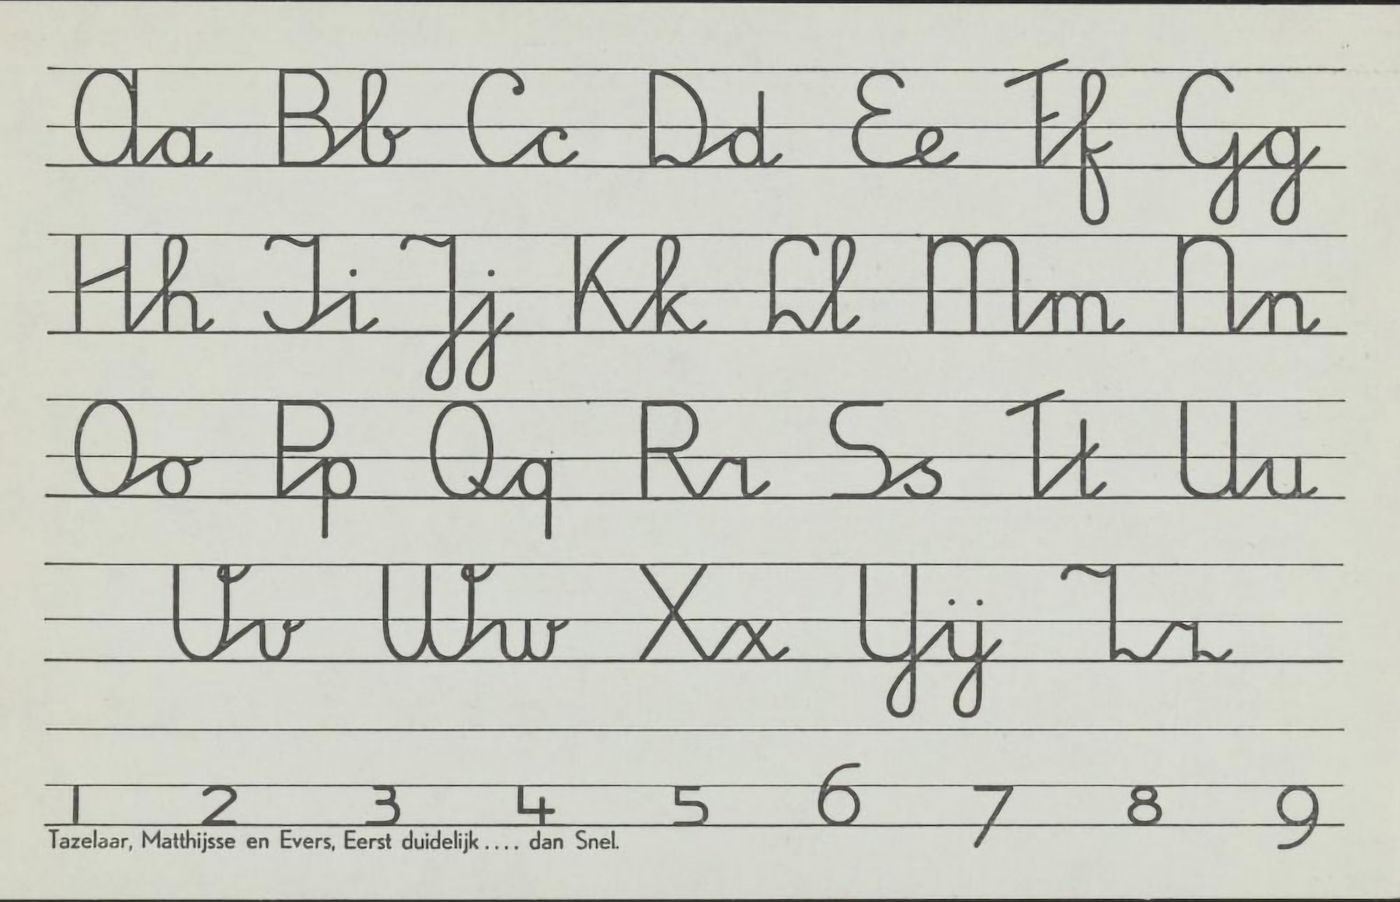 Aa Bb Cc Dd Ee Ff Gg
Hh Ii Jj Kk Ll Mm Nn
Oo Pp Qq Rr Ss Tt Uu
Vv Ww Xx Yij Zz
1 2 3 4 5 6 7 8 9
Tazelaar, Matthijsse en Evers, Eerst duidelijk.... dan Snel.